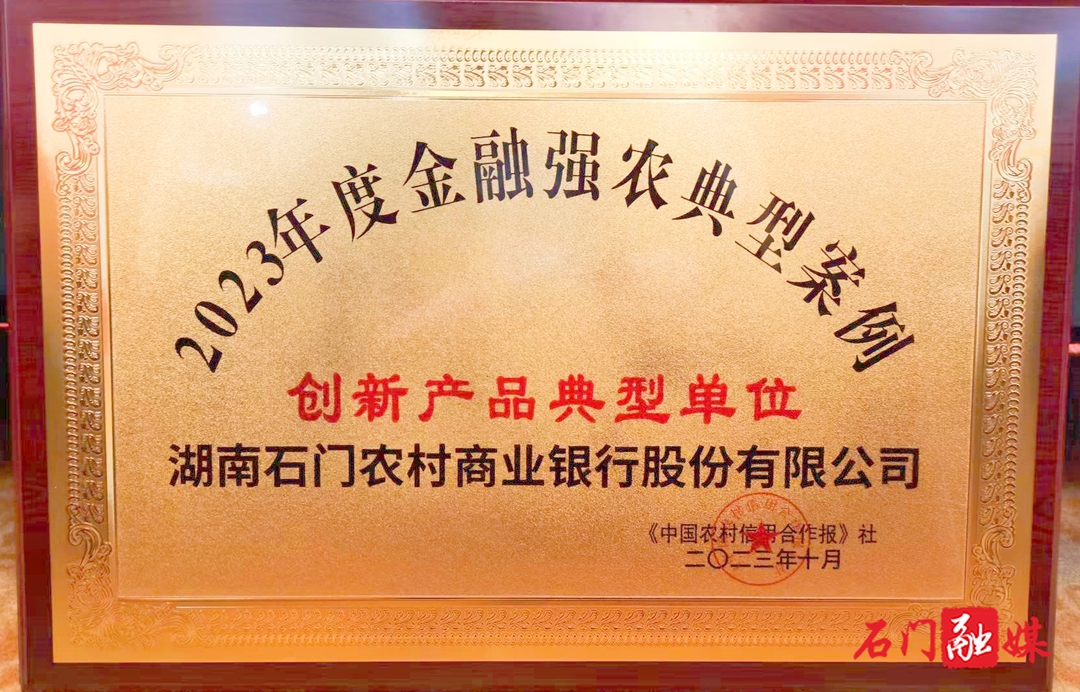 2023年度金融强农典型案例
创新产品典型单位
湖南石门农村商业银行股份有限公司
《中国农村信用合作报》社
二〇二三年十月
石门融媒